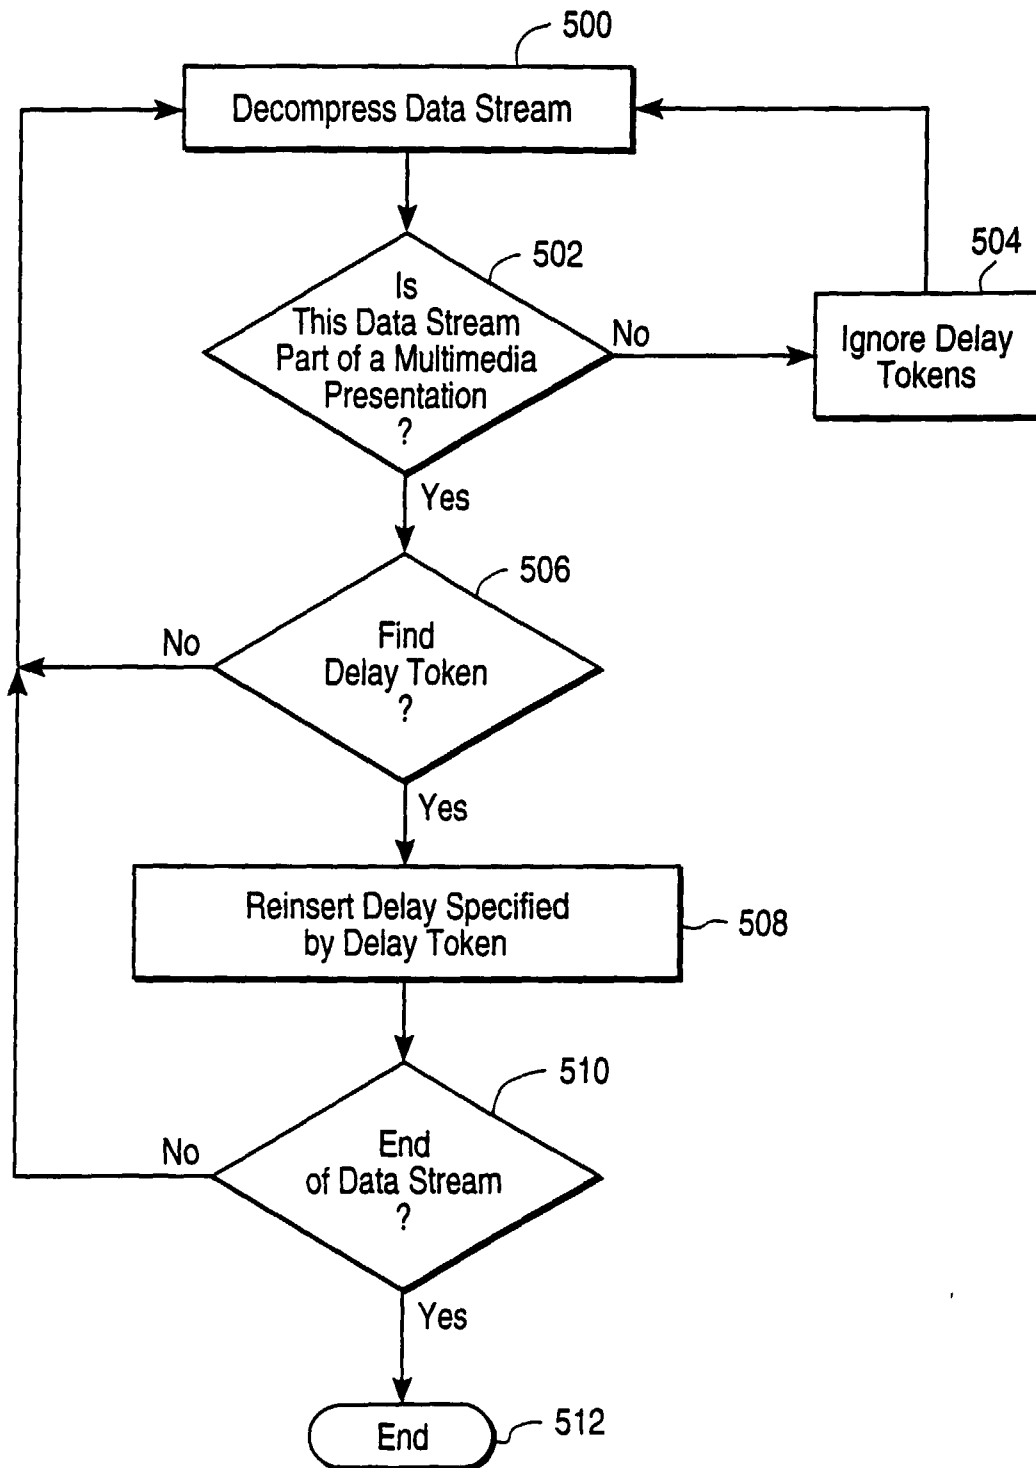 500
Decompress Data Stream
502
504
Is
This Data Stream
Part of a Multimedia
Presentation
?
No
Ignore Delay
Tokens
Yes
506
No
Find
Delay Token
?
Yes
Reinsert Delay Specified
by Delay Token
508
510
No
End
of Data Stream
?
Yes
End
512